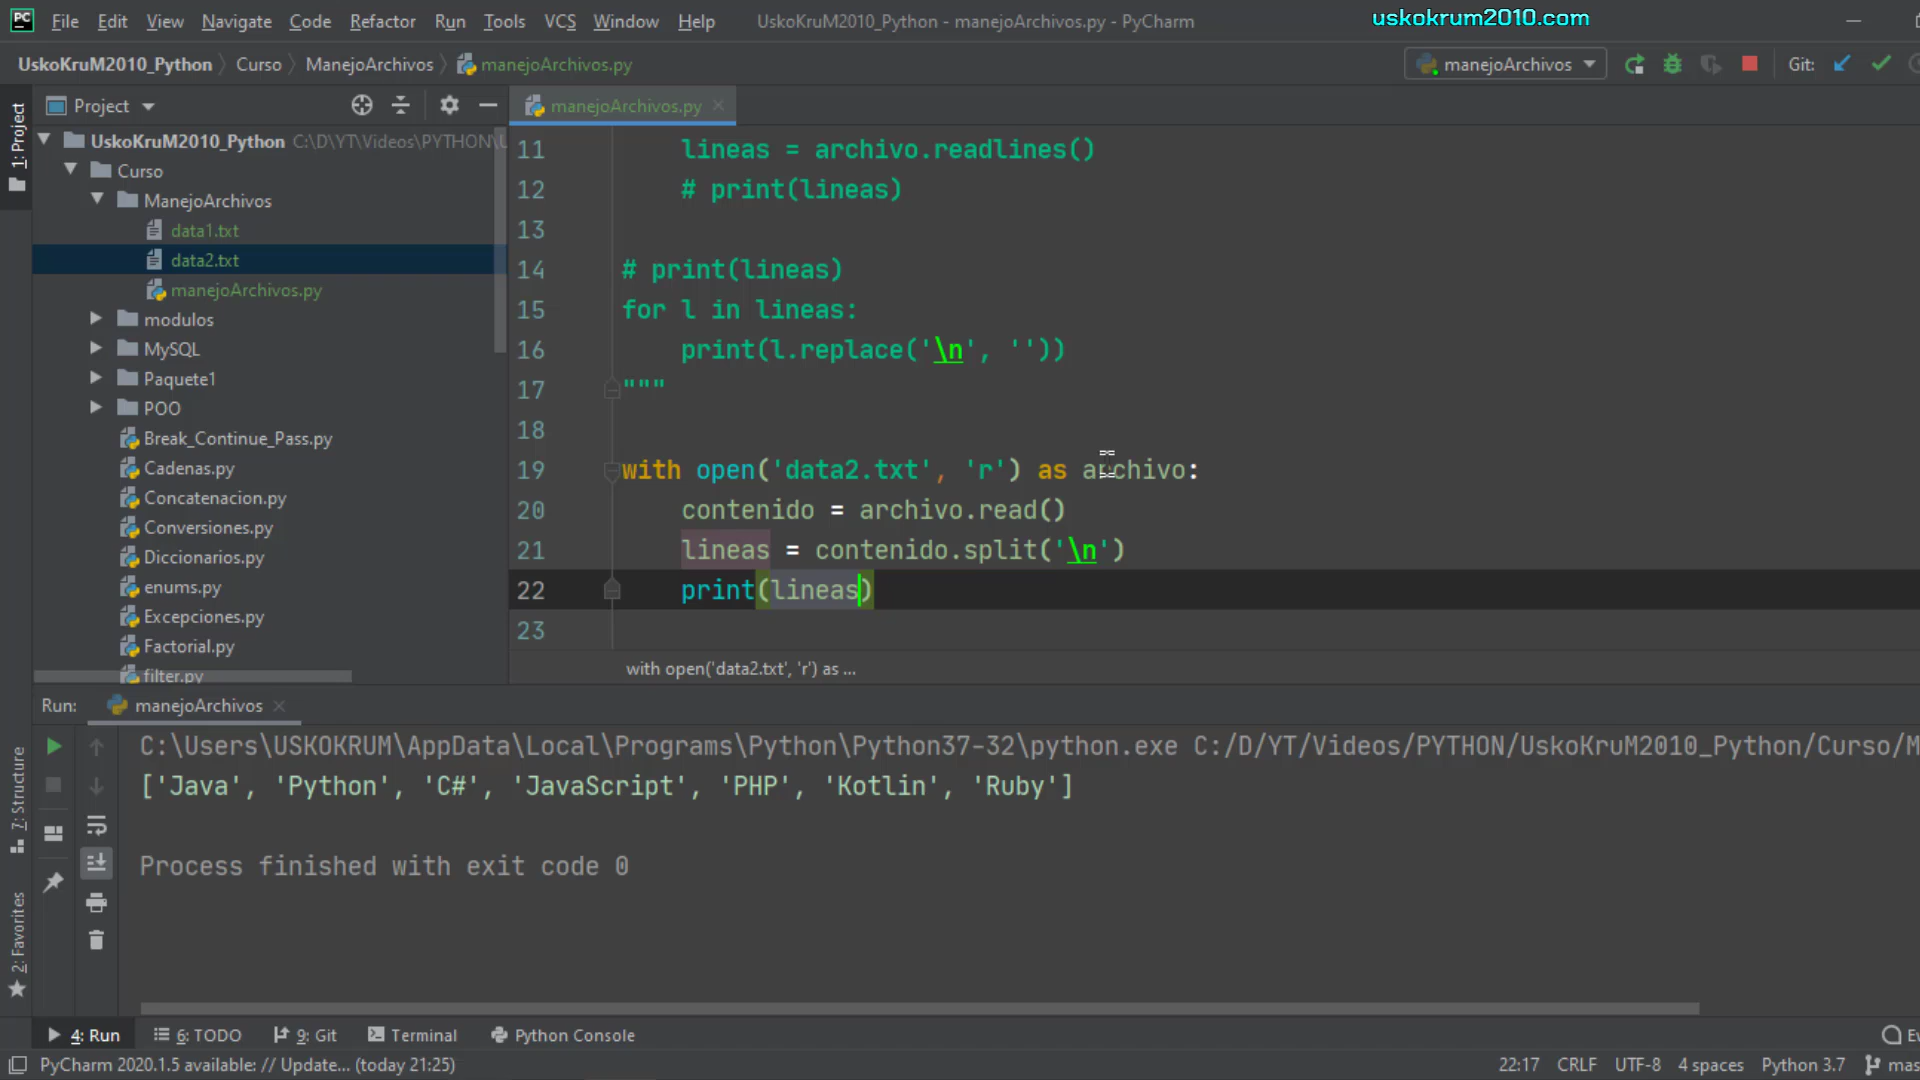 PC File Edit View Navigate Code Refactor Run Tools VCS Window Help UskoKruM2010_Python - manejoArchivos.py - PyCharm uskokrum2010.com
UskoKruM2010_Python Curso ManejoArchivos manejoArchivos.py manejoArchivos Git:
1: Project
Project
manejoArchivos.py
UskoKruM2010_Python C:\D\YT\Videos\PYTHON\
Curso
ManejoArchivos
data1.txt
data2.txt
manejoArchivos.py
modulos
MySQL
Paquete1
POO
Break_Continue_Pass.py
Cadenas.py
Concatenacion.py
Conversiones.py
Diccionarios.py
enums.py
Excepciones.py
Factorial.py
filter.py
11 lineas = archivo.readlines()
12 # print(lineas)
13
14 # print(lineas)
15 for l in lineas:
16 print(l.replace('\n', ''))
17 """
18
19 with open('data2.txt', 'r') as archivo:
20 contenido = archivo.read()
21 lineas = contenido.split('\n')
22 print(lineas)
23
with open('data2.txt', 'r') as ...
Run: manejoArchivos
C:\Users\USKOKRUM\AppData\Local\Programs\Python\Python37-32\python.exe C:/D/YT/Videos/PYTHON/UskoKruM2010_Python/Curso/M
['Java', 'Python', 'C#', 'JavaScript', 'PHP', 'Kotlin', 'Ruby']
Process finished with exit code 0
7: Structure
2: Favorites
4: Run 6: TODO 9: Git Terminal Python Console Ev
PyCharm 2020.1.5 available: // Update... (today 21:25) 22:17 CRLF UTF-8 4 spaces Python 3.7 mas